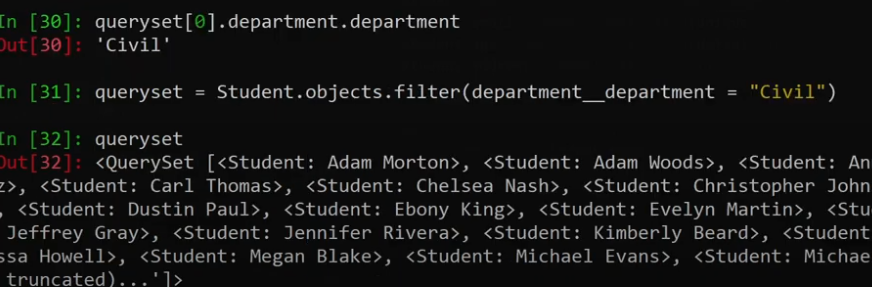 In [30]: queryset[0].department.department
Out[30]: 'Civil'
In [31]: queryset = Student.objects.filter(department__department = "Civil")
In [32]: queryset
Out[32]: <QuerySet [<Student: Adam Morton>, <Student: Adam Woods>, <Student: An
z>, <Student: Carl Thomas>, <Student: Chelsea Nash>, <Student: Christopher John
, <Student: Dustin Paul>, <Student: Ebony King>, <Student: Evelyn Martin>, <Stu
Jeffrey Gray>, <Student: Jennifer Rivera>, <Student: Kimberly Beard>, <Student
ssa Howell>, <Student: Megan Blake>, <Student: Michael Evans>, <Student: Michae
truncated)...']>